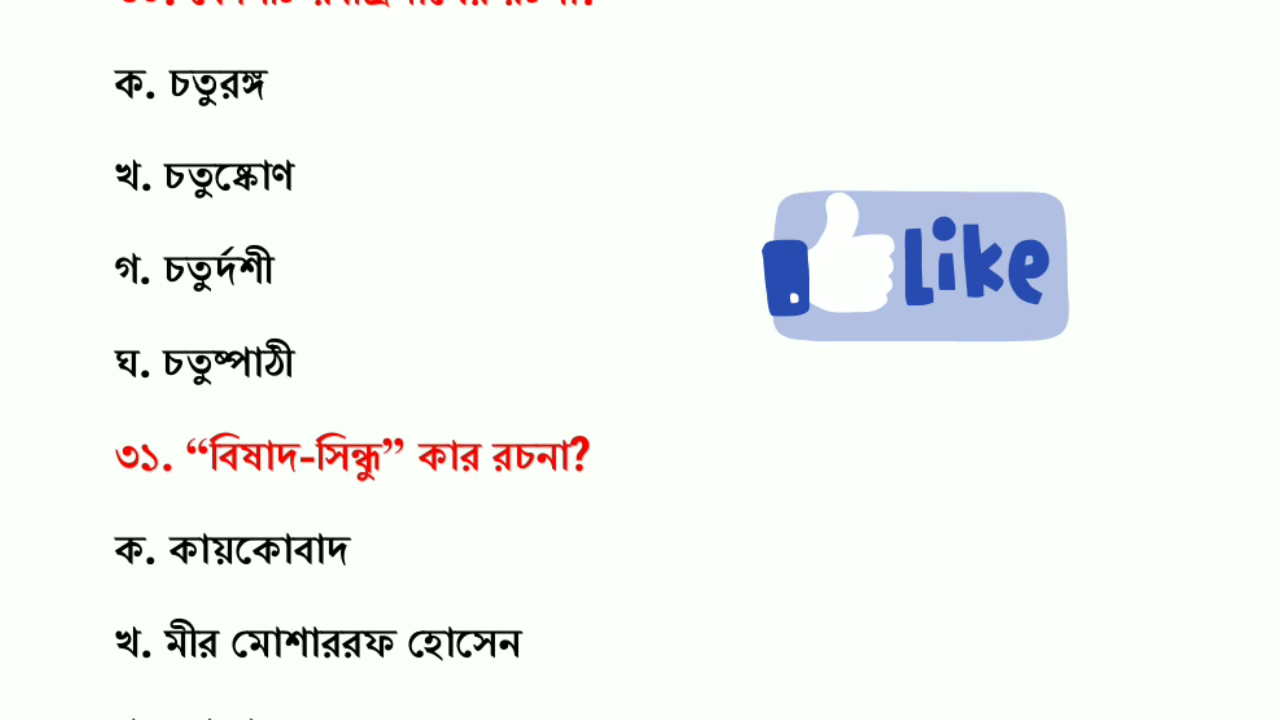 ক. চতুরঙ্গ
খ. চতুষ্কোণ
গ. চতুর্দশী
ঘ. চতুষ্পাঠী
Like
৩১. “বিষাদ-সিন্ধু” কার রচনা?
ক. কায়কোবাদ
খ. মীর মোশাররফ হোসেন